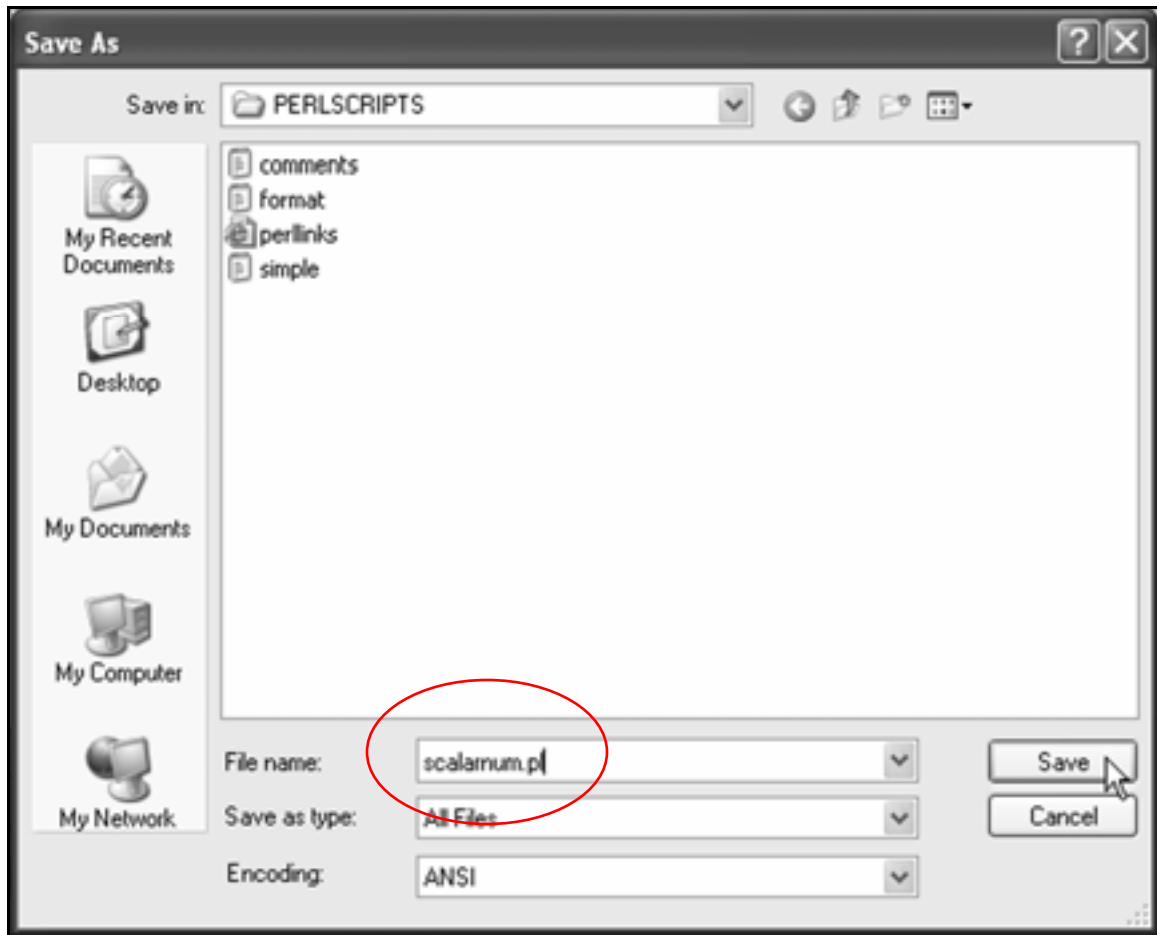 Save As
Save in: PERLSCRIPTS
comments
format
perllinks
simple
My Recent
Documents
Desktop
My Documents
My Computer
My Network
File name: scalarnum.pl
Save
Save as type: All Files
Cancel
Encoding: ANSI